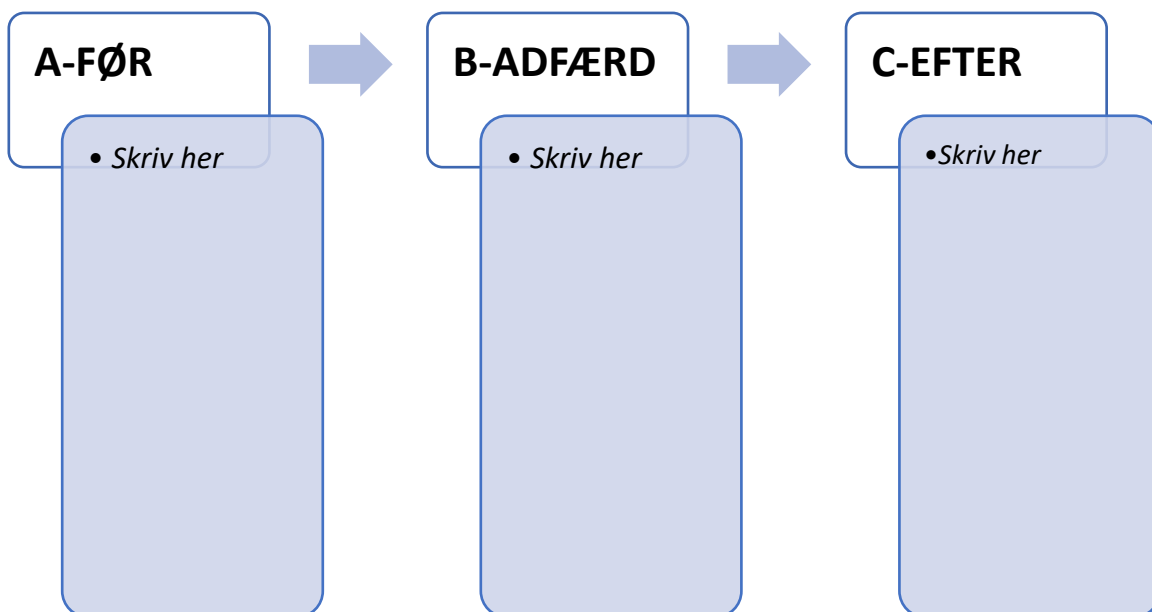 A-FØR
B-ADFÆRD
C-EFTER
• Skriv her
• Skriv her
•Skriv her